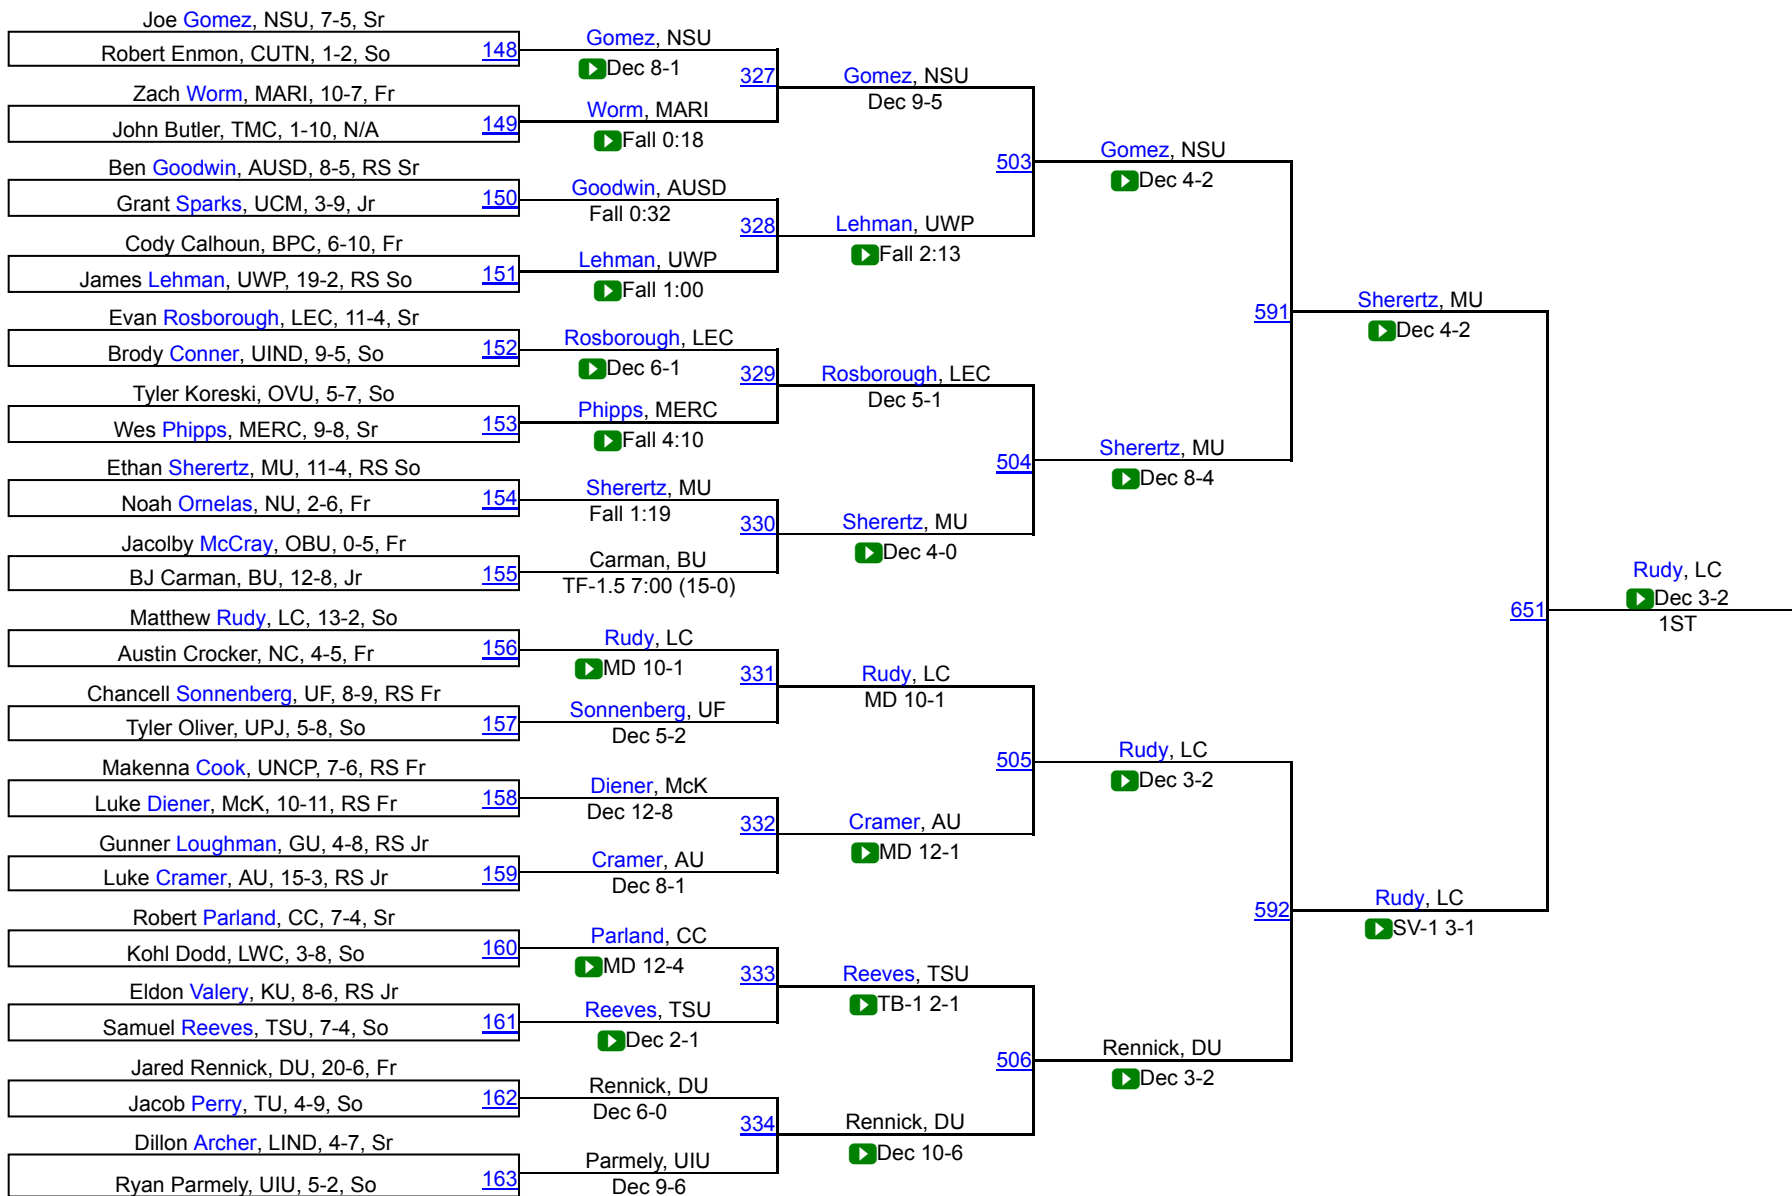 Joe Gomez, NSU, 7-5, Sr
Robert Enmon, CUTN, 1-2, So
148
Zach Worm, MARI, 10-7, Fr
John Butler, TMC, 1-10, N/A
149
Ben Goodwin, AUSD, 8-5, RS Sr
Grant Sparks, UCM, 3-9, Jr
150
Cody Calhoun, BPC, 6-10, Fr
James Lehman, UWP, 19-2, RS So
151
Evan Rosborough, LEC, 11-4, Sr
Brody Conner, UIND, 9-5, So
152
Tyler Koreski, OVU, 5-7, So
Wes Phipps, MERC, 9-8, Sr
153
Ethan Sherertz, MU, 11-4, RS So
Noah Ornelas, NU, 2-6, Fr
154
Jacolby McCray, OBU, 0-5, Fr
BJ Carman, BU, 12-8, Jr
155
Matthew Rudy, LC, 13-2, So
Austin Crocker, NC, 4-5, Fr
156
Chancell Sonnenberg, UF, 8-9, RS Fr
Tyler Oliver, UPJ, 5-8, So
157
Makenna Cook, UNCP, 7-6, RS Fr
Luke Diener, McK, 10-11, RS Fr
158
Gunner Loughman, GU, 4-8, RS Jr
Luke Cramer, AU, 15-3, RS Jr
159
Robert Parland, CC, 7-4, Sr
Kohl Dodd, LWC, 3-8, So
160
Eldon Valery, KU, 8-6, RS Jr
Samuel Reeves, TSU, 7-4, So
161
Jared Rennick, DU, 20-6, Fr
Jacob Perry, TU, 4-9, So
162
Dillon Archer, LIND, 4-7, Sr
Ryan Parmely, UIU, 5-2, So
163
Gomez, NSU
Dec 8-1
327
Worm, MARI
Fall 0:18
Goodwin, AUSD
Fall 0:32
328
Lehman, UWP
Fall 1:00
Rosborough, LEC
Dec 6-1
329
Phipps, MERC
Fall 4:10
Sherertz, MU
Fall 1:19
330
Carman, BU
TF-1.5 7:00 (15-0)
Rudy, LC
MD 10-1
331
Sonnenberg, UF
Dec 5-2
Diener, McK
Dec 12-8
332
Cramer, AU
Dec 8-1
Parland, CC
MD 12-4
333
Reeves, TSU
Dec 2-1
Rennick, DU
Dec 6-0
334
Parmely, UIU
Dec 9-6
Gomez, NSU
Dec 9-5
503
Lehman, UWP
Fall 2:13
Rosborough, LEC
Dec 5-1
504
Sherertz, MU
Dec 4-0
Rudy, LC
MD 10-1
505
Cramer, AU
MD 12-1
Reeves, TSU
TB-1 2-1
506
Rennick, DU
Dec 10-6
Gomez, NSU
Dec 4-2
591
Sherertz, MU
Dec 8-4
Rudy, LC
Dec 3-2
592
Rennick, DU
Dec 3-2
Sherertz, MU
Dec 4-2
651
Rudy, LC
SV-1 3-1
Rudy, LC
Dec 3-2
1ST